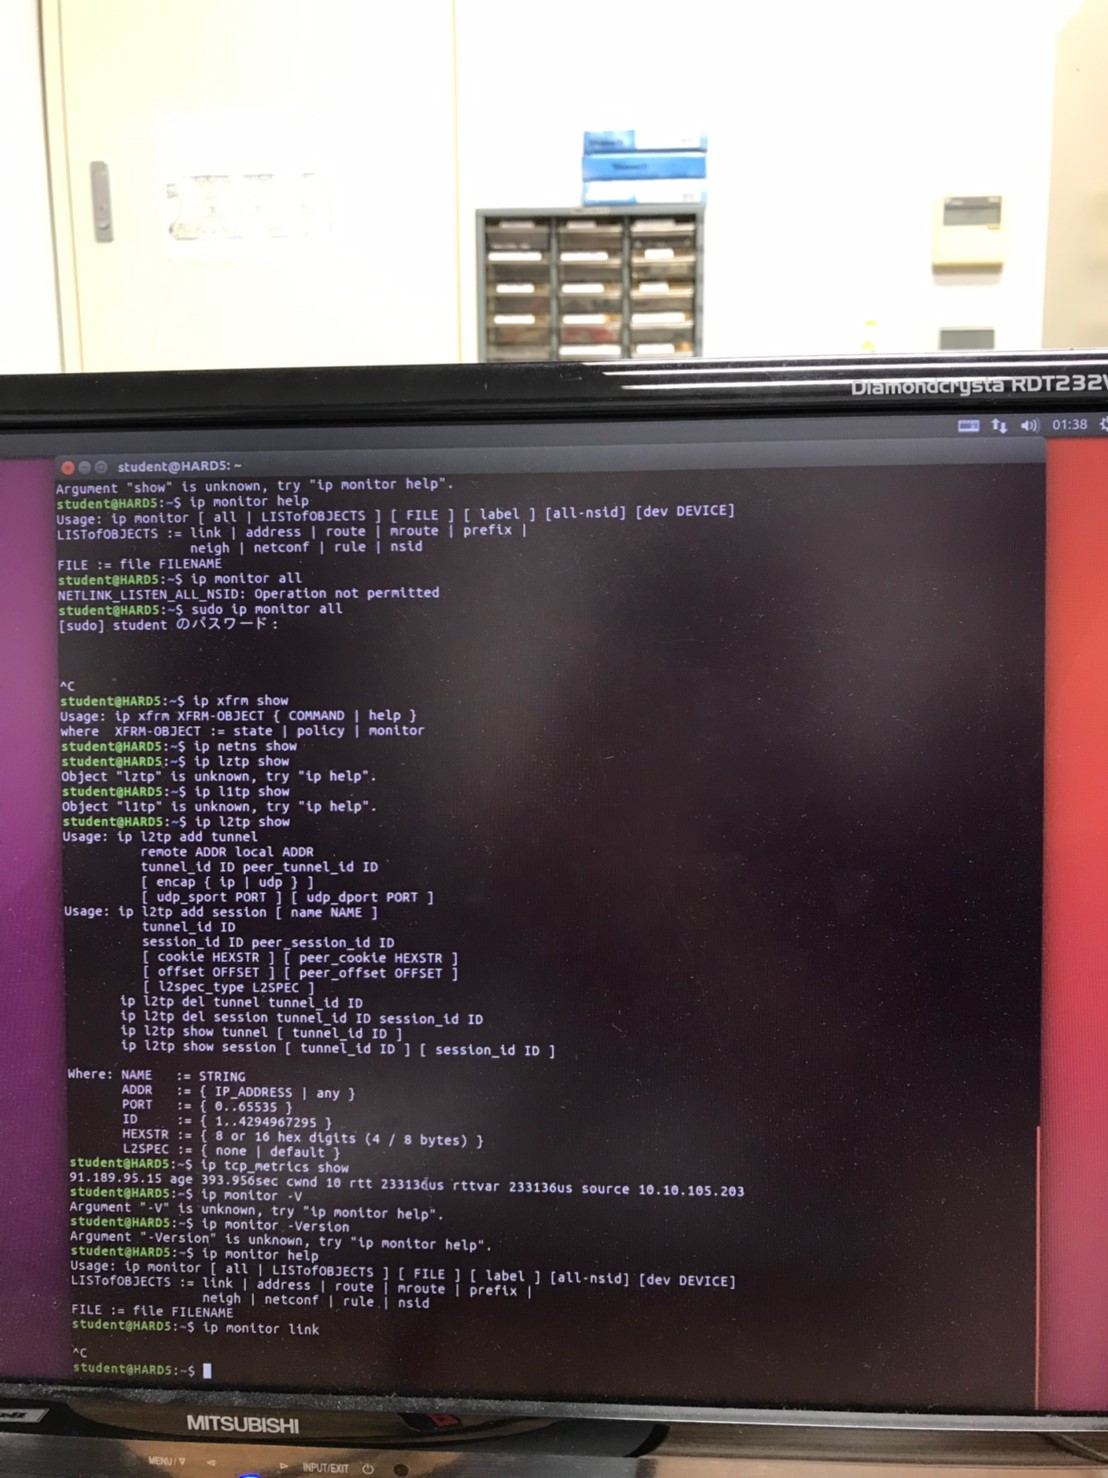 Diamondcrysta RDT232W
01:38
student@HARD5: ~
Argument "show" is unknown, try "ip monitor help".
student@HARD5:~$ ip monitor help
Usage: ip monitor [ all | LISTofOBJECTS ] [ FILE ] [ label ] [all-nsid] [dev DEVICE]
LISTofOBJECTS := link | address | route | mroute | prefix |
neigh | netconf | rule | nsid
FILE := file FILENAME
student@HARD5:~$ ip monitor all
NETLINK_LISTEN_ALL_NSID: Operation not permitted
student@HARD5:~$ sudo ip monitor all
[sudo] student のパスワード:
^C
student@HARD5:~$ ip xfrm show
Usage: ip xfrm XFRM-OBJECT { COMMAND | help }
where  XFRM-OBJECT := state | policy | monitor
student@HARD5:~$ ip netns show
student@HARD5:~$ ip lztp show
Object "lztp" is unknown, try "ip help".
student@HARD5:~$ ip l1tp show
Object "l1tp" is unknown, try "ip help".
student@HARD5:~$ ip l2tp show
Usage: ip l2tp add tunnel
remote ADDR local ADDR
tunnel_id ID peer_tunnel_id ID
[ encap { ip | udp } ]
[ udp_sport PORT ] [ udp_dport PORT ]
Usage: ip l2tp add session [ name NAME ]
tunnel_id ID
session_id ID peer_session_id ID
[ cookie HEXSTR ] [ peer_cookie HEXSTR ]
[ offset OFFSET ] [ peer_offset OFFSET ]
[ l2spec_type L2SPEC ]
ip l2tp del tunnel tunnel_id ID
ip l2tp del session tunnel_id ID session_id ID
ip l2tp show tunnel [ tunnel_id ID ]
ip l2tp show session [ tunnel_id ID ] [ session_id ID ]
Where: NAME   := STRING
ADDR   := { IP_ADDRESS | any }
PORT   := { 0..65535 }
ID     := { 1..4294967295 }
HEXSTR := { 8 or 16 hex digits (4 / 8 bytes) }
L2SPEC := { none | default }
student@HARD5:~$ ip tcp_metrics show
91.189.95.15 age 393.956sec cwnd 10 rtt 233136us rttvar 233136us source 10.10.105.203
student@HARD5:~$ ip monitor -V
Argument "-V" is unknown, try "ip monitor help".
student@HARD5:~$ ip monitor -Version
Argument "-Version" is unknown, try "ip monitor help".
student@HARD5:~$ ip monitor help
Usage: ip monitor [ all | LISTofOBJECTS ] [ FILE ] [ label ] [all-nsid] [dev DEVICE]
LISTofOBJECTS := link | address | route | mroute | prefix |
neigh | netconf | rule | nsid
FILE := file FILENAME
student@HARD5:~$ ip monitor link
^C
student@HARD5:~$
MITSUBISHI
MENU/▽
INPUT/EXIT